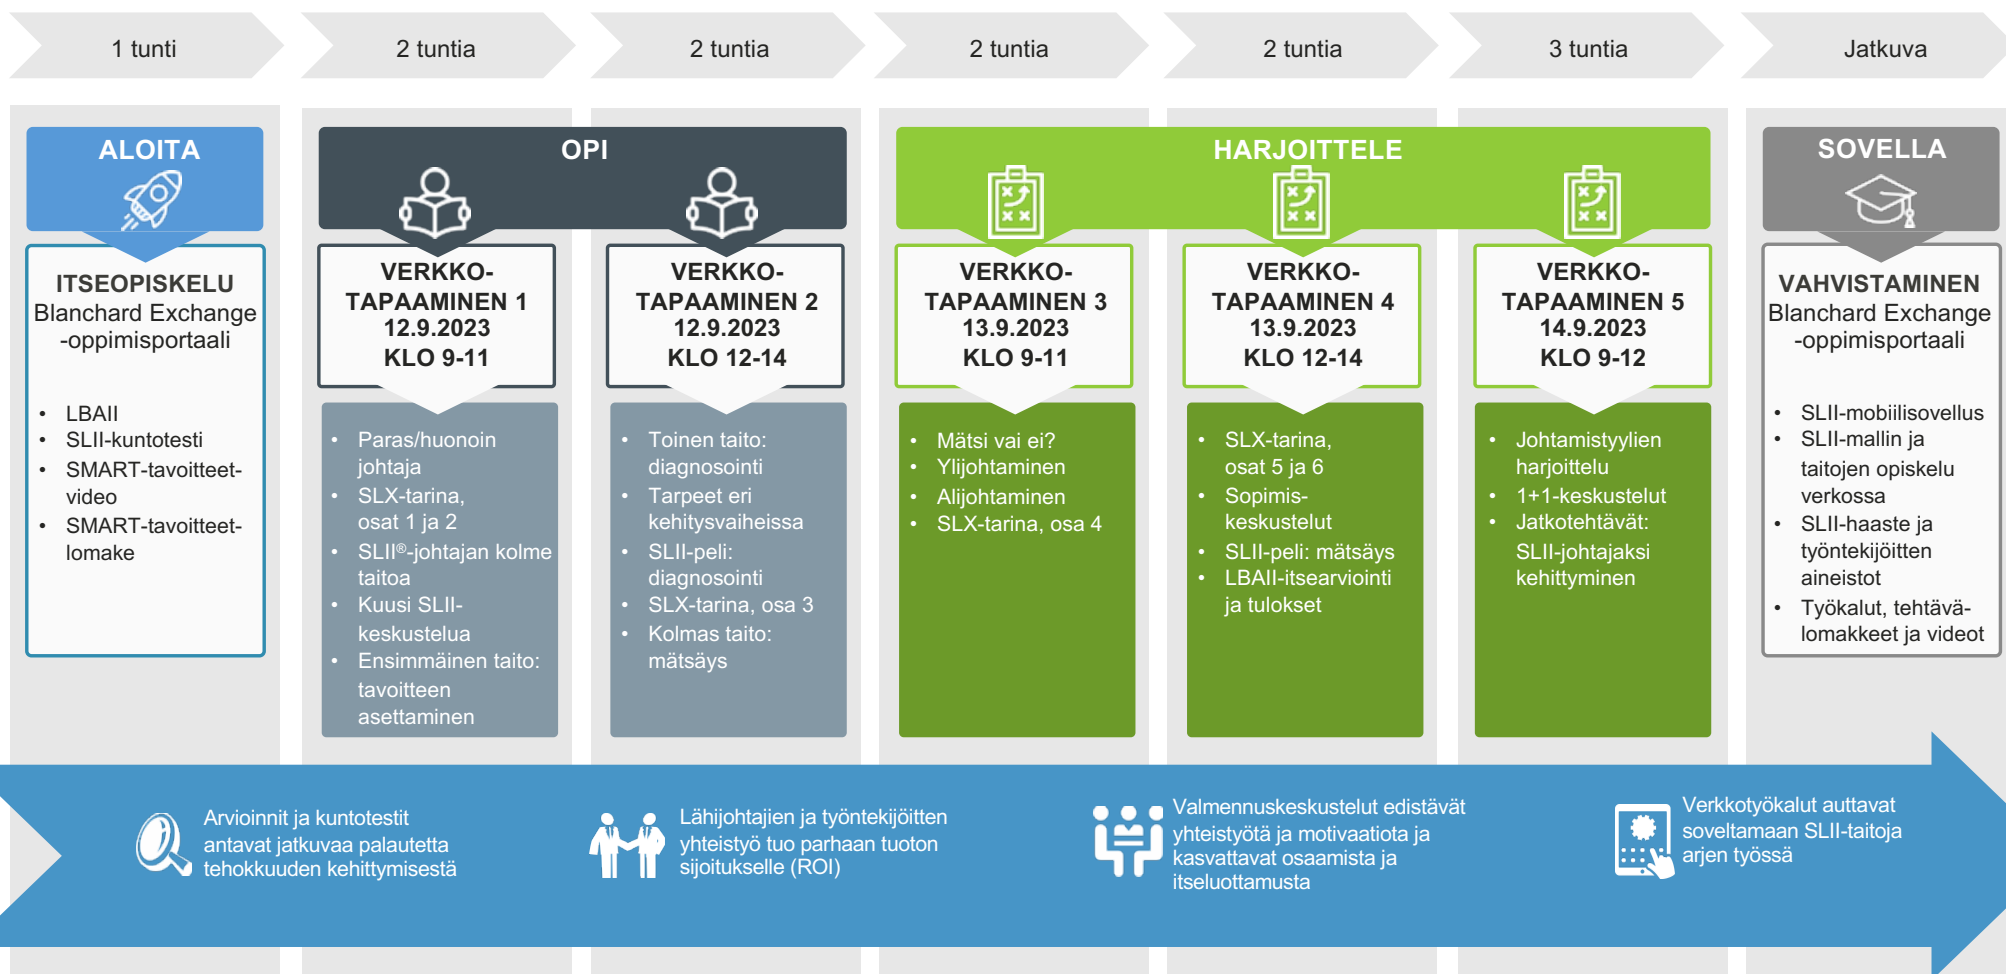 1 tunti
2 tuntia
2 tuntia
2 tuntia
2 tuntia
3 tuntia
Jatkuva
ALOITA
OPI
HARJOITTELE
SOVELLA
ITSEOPISKELU
Blanchard Exchange
-oppimisportaali
• LBAII
• SLII-kuntotesti
• SMART-tavoitteet-
video
• SMART-tavoitteet-
lomake
VERKKO-
TAPAAMINEN 1
12.9.2023
KLO 9-11
• Paras/huonoin
johtaja
• SLX-tarina,
osat 1 ja 2
• SLII®-johtajan kolme
taitoa
• Kuusi SLII-
keskustelua
• Ensimmäinen taito:
tavoitteen
asettaminen
VERKKO-
TAPAAMINEN 2
12.9.2023
KLO 12-14
• Toinen taito:
diagnosointi
• Tarpeet eri
kehitysvaiheissa
• SLII-peli:
diagnosointi
• SLX-tarina, osa 3
• Kolmas taito:
mätsäys
VERKKO-
TAPAAMINEN 3
13.9.2023
KLO 9-11
• Mätsi vai ei?
• Ylijohtaminen
• Alijohtaminen
• SLX-tarina, osa 4
VERKKO-
TAPAAMINEN 4
13.9.2023
KLO 12-14
• SLX-tarina,
osat 5 ja 6
• Sopimis-
keskustelut
• SLII-peli: mätsäys
• LBAII-itsearviointi
ja tulokset
VERKKO-
TAPAAMINEN 5
14.9.2023
KLO 9-12
• Johtamistyylien
harjoittelu
• 1+1-keskustelut
• Jatkotehtävät:
SLII-johtajaksi
kehittyminen
VAHVISTAMINEN
Blanchard Exchange
-oppimisportaali
• SLII-mobiilisovellus
• SLII-mallin ja
taitojen opiskelu
verkossa
• SLII-haaste ja
työntekijöitten
aineistot
• Työkalut, tehtävä-
lomakkeet ja videot
Arvioinnit ja kuntotestit
antavat jatkuvaa palautetta
tehokkuuden kehittymisestä
Lähijohtajien ja työntekijöitten
yhteistyö tuo parhaan tuoton
sijoitukselle (ROI)
Valmennuskeskustelut edistävät
yhteistyötä ja motivaatiota ja
kasvattavat osaamista ja
itseluottamusta
Verkkotyökalut auttavat
soveltamaan SLII-taitoja
arjen työssä